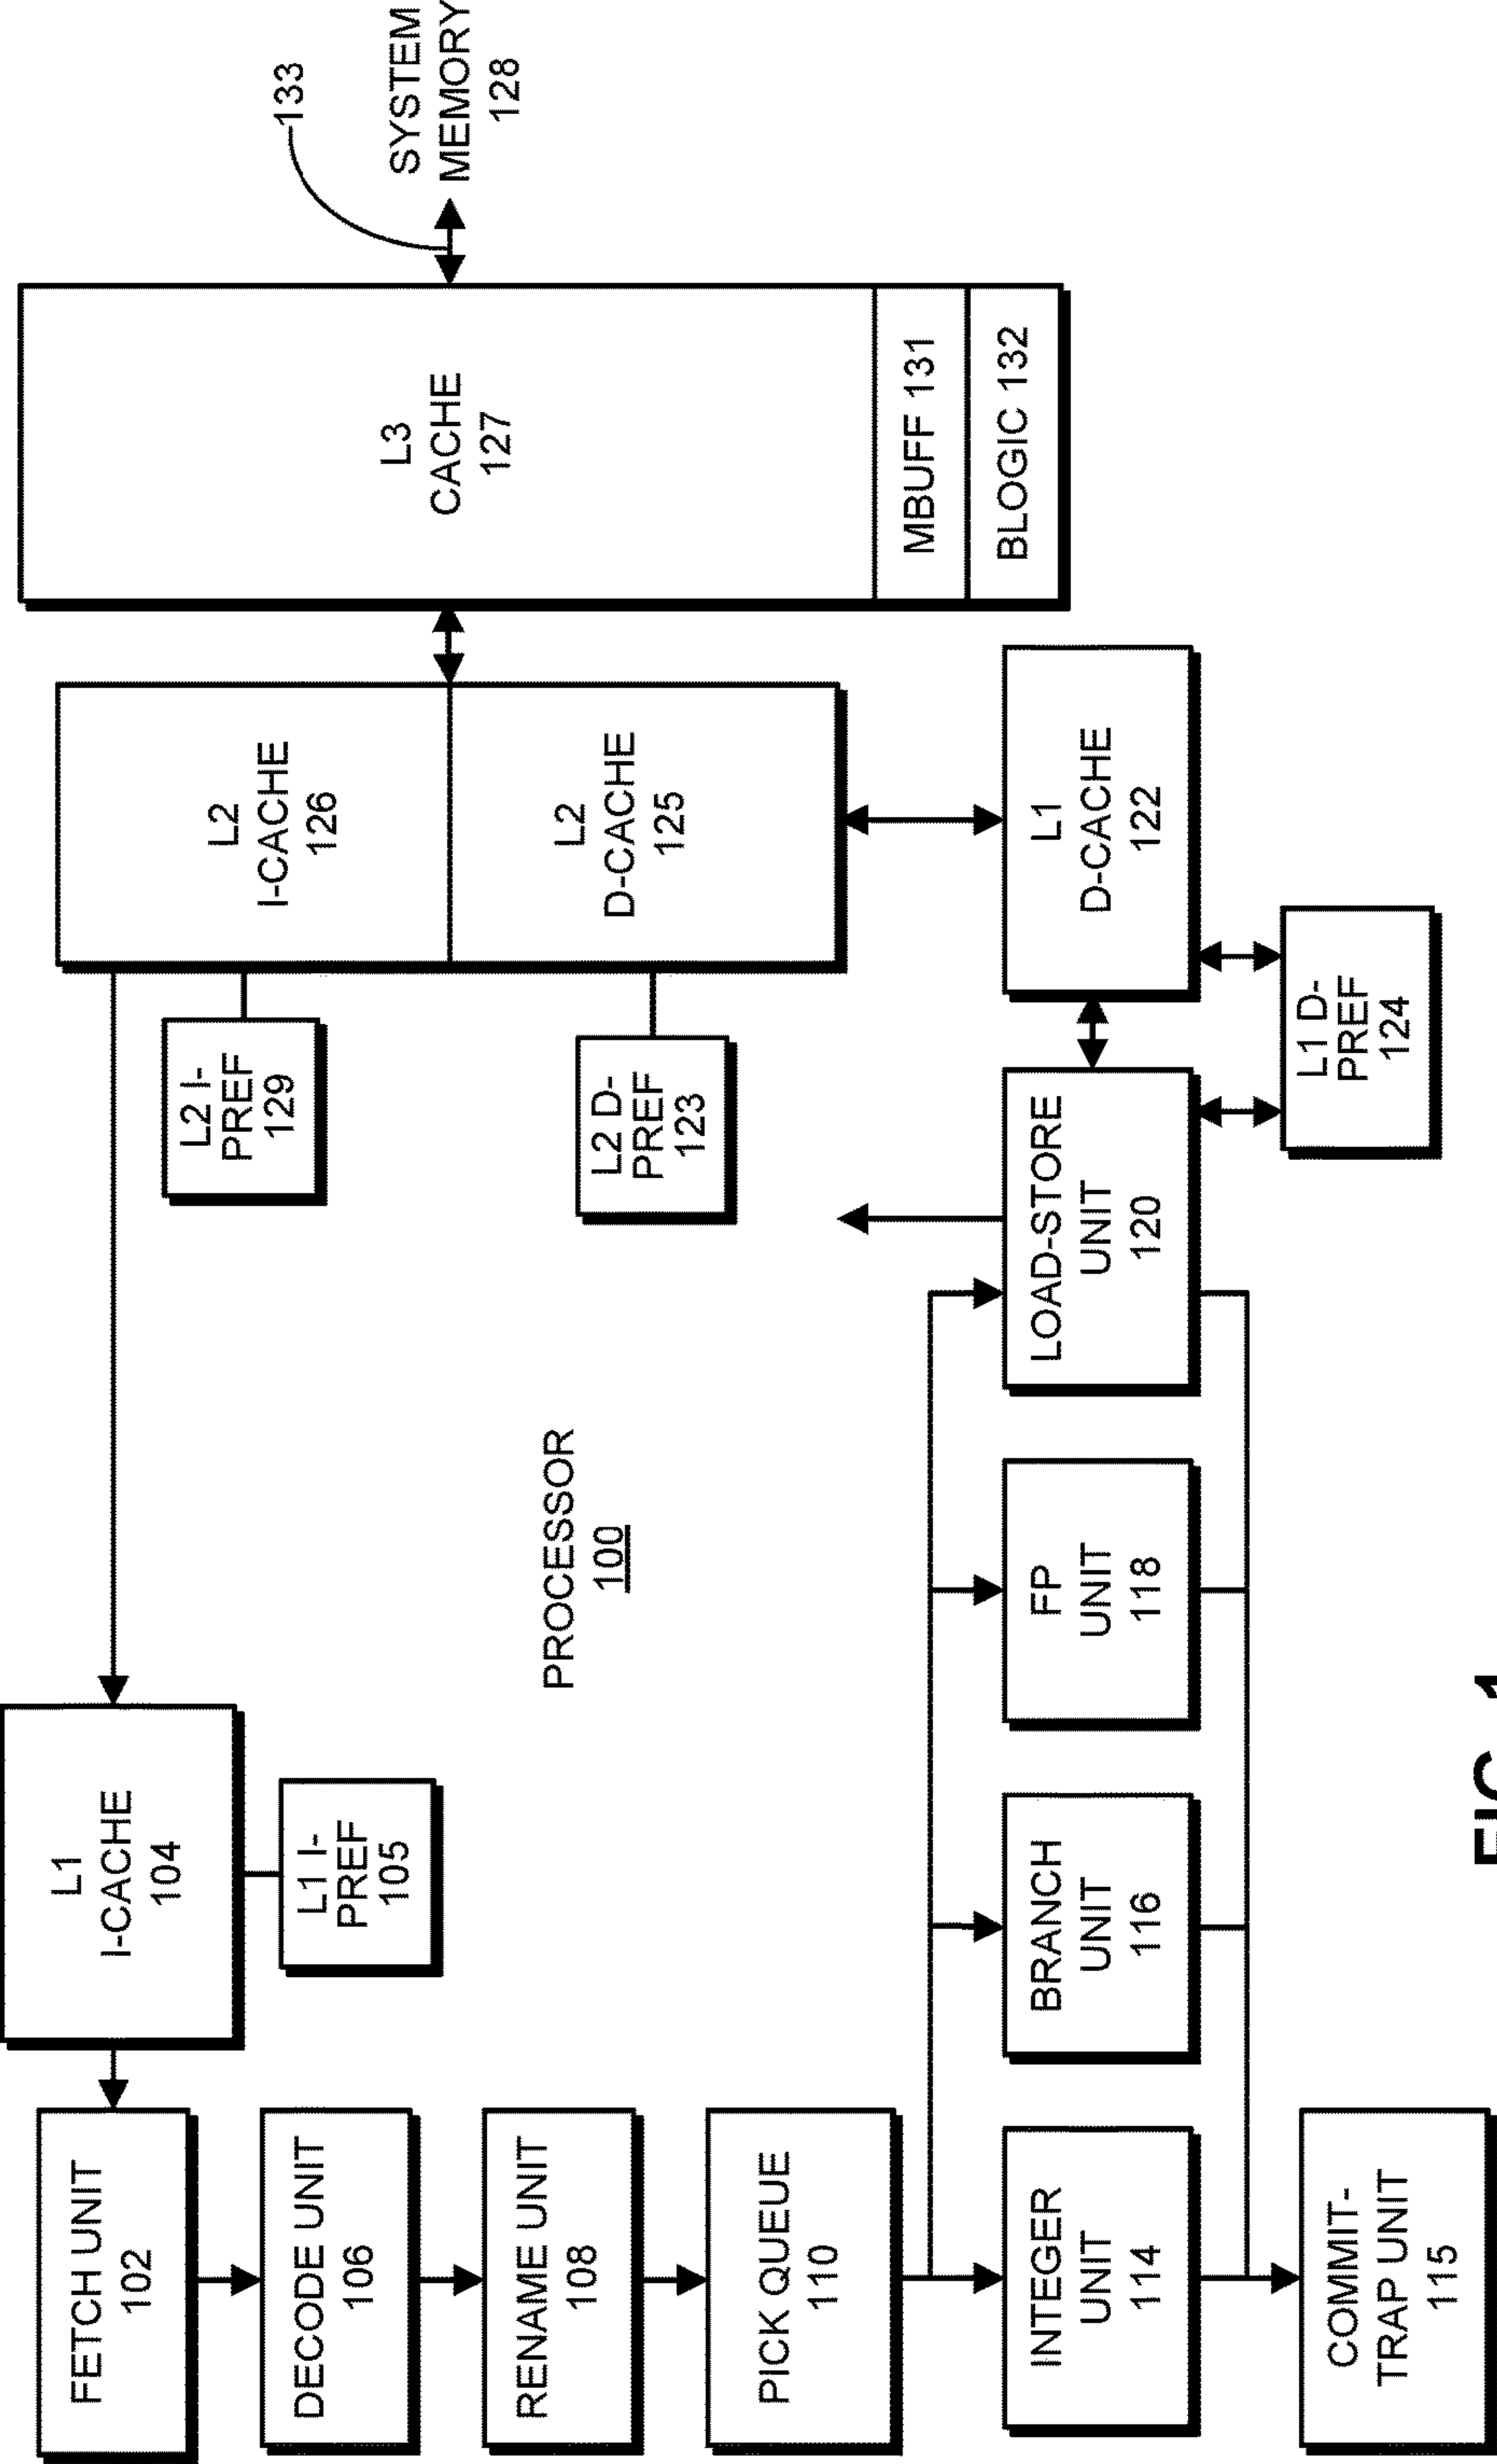 FETCH UNIT
102
L1
I-CACHE
104
L1 I-
PREF
105
DECODE UNIT
106
RENAME UNIT
108
PICK QUEUE
110
INTEGER
UNIT
114
BRANCH
UNIT
116
FP
UNIT
118
LOAD-STORE
UNIT
120
COMMIT-
TRAP UNIT
115
PROCESSOR
100
L2 I-
PREF
129
L2 D-
PREF
123
L2
I-CACHE
126
L2
D-CACHE
125
L1
D-CACHE
122
L1 D-
PREF
124
L3
CACHE
127
MBUFF 131
BLOGIC 132
133
SYSTEM
MEMORY
128
FIG. 1